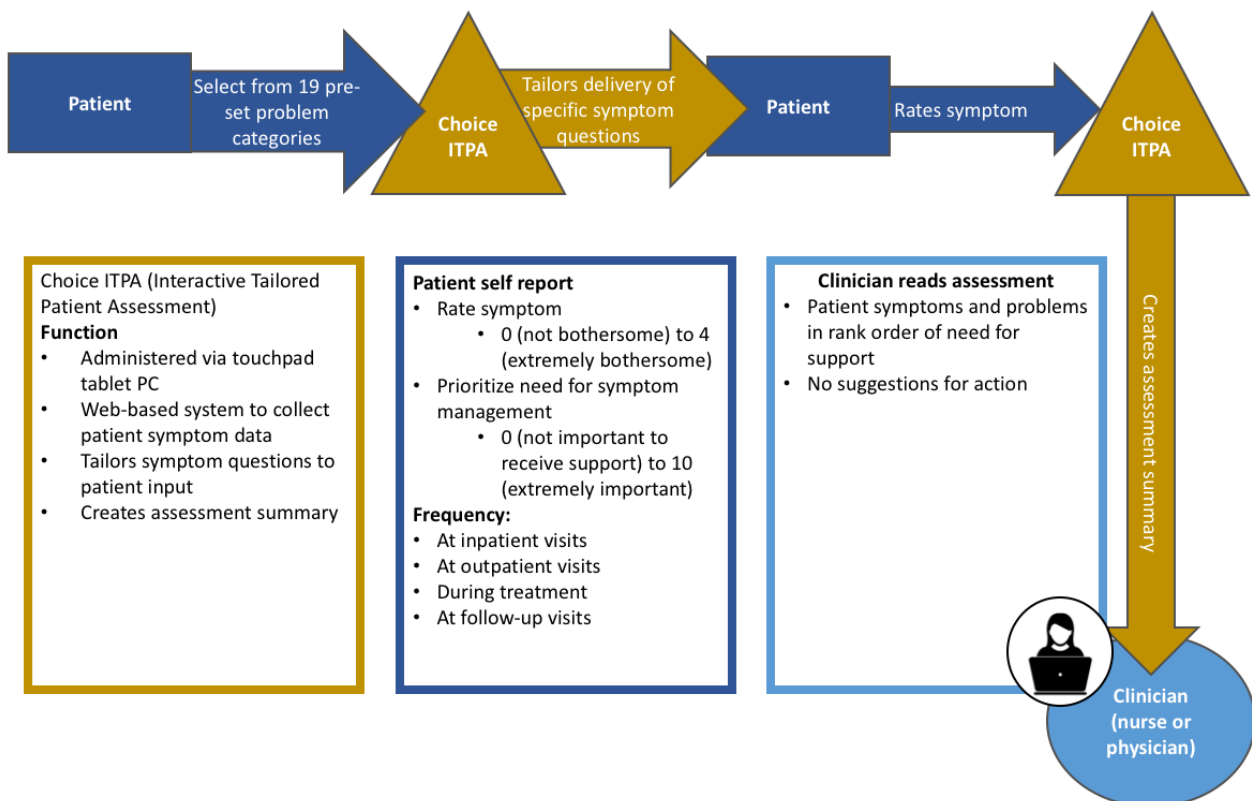 Patient
Select from 19 pre-
set problem
categories
Choice
ITPA
Tailors delivery of
specific symptom
questions
Patient
Rates symptom
Choice
ITPA
Choice ITPA (Interactive Tailored
Patient Assessment)
Function
• Administered via touchpad
tablet PC
• Web-based system to collect
patient symptom data
• Tailors symptom questions to
patient input
• Creates assessment summary
Patient self report
• Rate symptom
• 0 (not bothersome) to 4
(extremely bothersome)
• Prioritize need for symptom
management
• 0 (not important to
receive support) to 10
(extremely important)
Frequency:
• At inpatient visits
• At outpatient visits
• During treatment
• At follow-up visits
Clinician reads assessment
• Patient symptoms and problems
in rank order of need for
support
• No suggestions for action
Creates assessment summary
Clinician
(nurse or
physician)